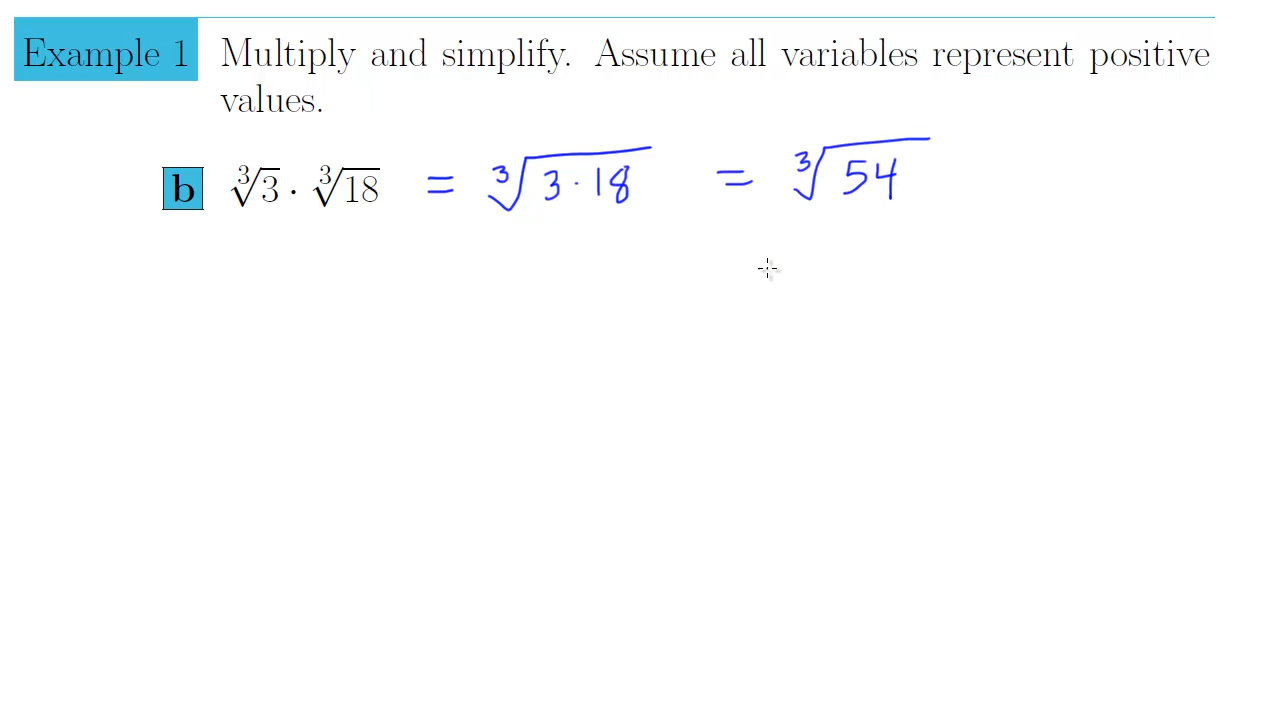 Example 1 Multiply and simplify. Assume all variables represent positive
values.
b ∛3 · ∛18 = ∛(3 · 18) = ∛54